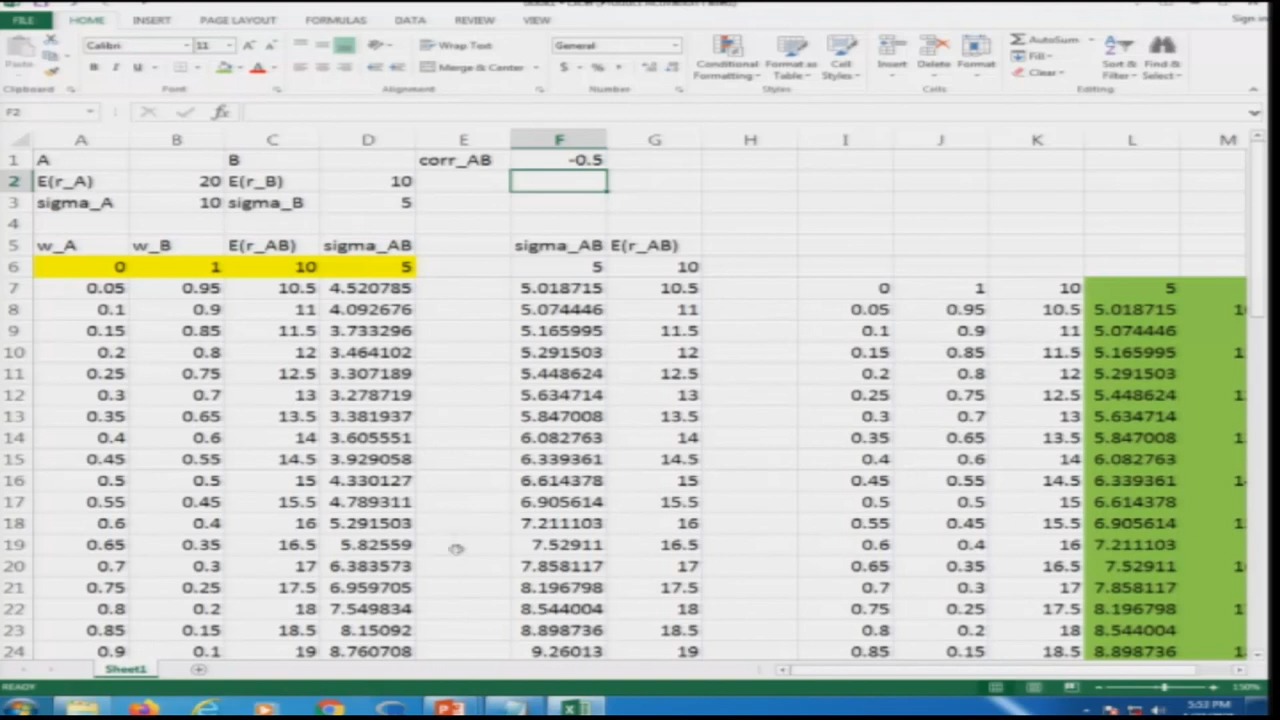 FILE HOME INSERT PAGE LAYOUT FORMULAS DATA REVIEW VIEW Sign in
Calibri 11 A A Wrap Text General AutoSum
Paste B I U A Merge & Center $ % Conditional Formatting Format as Table Cell Styles Insert Delete Format Fill Clear Sort & Filter Find & Select
Clipboard Font Alignment Number Styles Cells Editing
F2 fx
A B C D E F G H I J K L M
1 A B corr_AB -0.5
2 E(r_A) 20 E(r_B) 10
3 sigma_A 10 sigma_B 5
4
5 w_A w_B E(r_AB) sigma_AB sigma_AB E(r_AB)
6 0 1 10 5 5 10
7 0.05 0.95 10.5 4.520785 5.018715 10.5 0 1 10 5
8 0.1 0.9 11 4.092676 5.074446 11 0.05 0.95 10.5 5.018715
9 0.15 0.85 11.5 3.733296 5.165995 11.5 0.1 0.9 11 5.074446
10 0.2 0.8 12 3.464102 5.291503 12 0.15 0.85 11.5 5.165995
11 0.25 0.75 12.5 3.307189 5.448624 12.5 0.2 0.8 12 5.291503
12 0.3 0.7 13 3.278719 5.634714 13 0.25 0.75 12.5 5.448624
13 0.35 0.65 13.5 3.381937 5.847008 13.5 0.3 0.7 13 5.634714
14 0.4 0.6 14 3.605551 6.082763 14 0.35 0.65 13.5 5.847008
15 0.45 0.55 14.5 3.929058 6.339361 14.5 0.4 0.6 14 6.082763
16 0.5 0.5 15 4.330127 6.614378 15 0.45 0.55 14.5 6.339361
17 0.55 0.45 15.5 4.789311 6.905614 15.5 0.5 0.5 15 6.614378
18 0.6 0.4 16 5.291503 7.211103 16 0.55 0.45 15.5 6.905614
19 0.65 0.35 16.5 5.82559 7.52911 16.5 0.6 0.4 16 7.211103
20 0.7 0.3 17 6.383573 7.858117 17 0.65 0.35 16.5 7.52911
21 0.75 0.25 17.5 6.959705 8.196798 17.5 0.7 0.3 17 7.858117
22 0.8 0.2 18 7.549834 8.544004 18 0.75 0.25 17.5 8.196798
23 0.85 0.15 18.5 8.15092 8.898736 18.5 0.8 0.2 18 8.544004
24 0.9 0.1 19 8.760708 9.26013 19 0.85 0.15 18.5 8.898736
Sheet1
READY 150%
5:53 PM